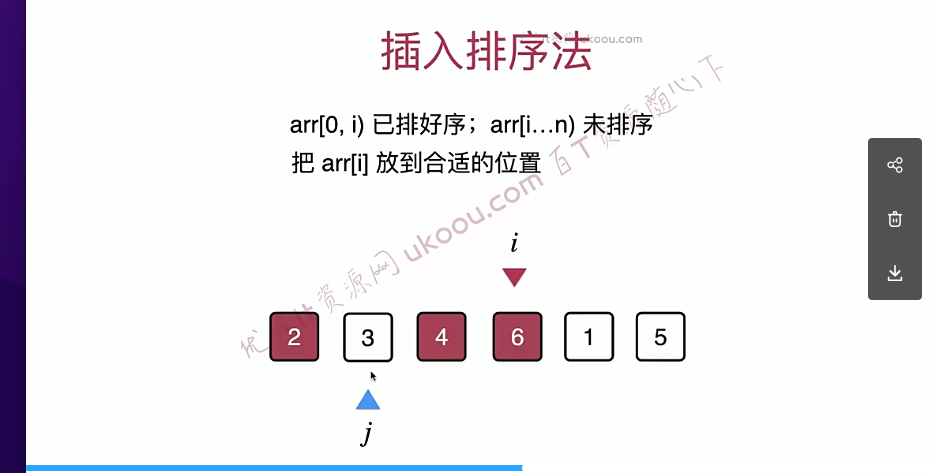 插入排序法
ukoou.com
arr[0, i) 已排好序；arr[i…n) 未排序
把 arr[i] 放到合适的位置
优 资源网 ukoou.com 百T资源随心下
i
2 3 4 6 1 5
j